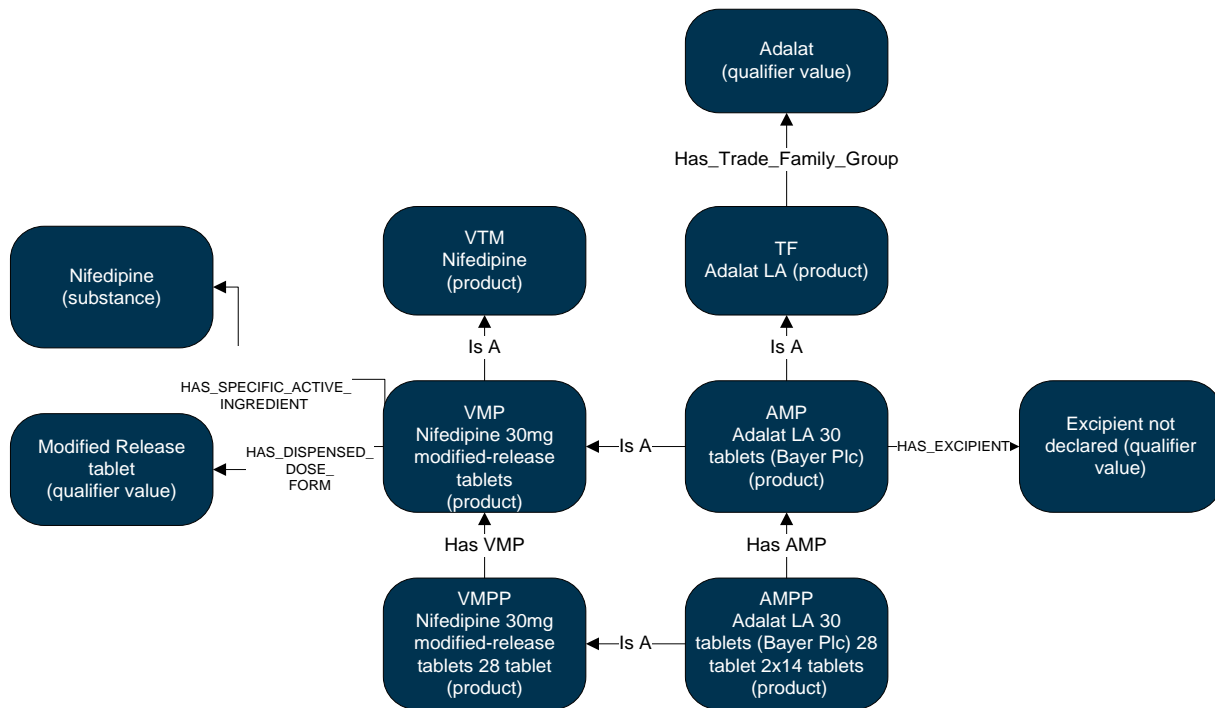 Adalat
(qualifier value)
Has_Trade_Family_Group
VTM
Nifedipine
(product)
TF
Adalat LA (product)
Nifedipine
(substance)
Is A
Is A
HAS_SPECIFIC_ACTIVE_
INGREDIENT
Modified Release
tablet
(qualifier value)
HAS_DISPENSED_
DOSE_
FORM
VMP
Nifedipine 30mg
modified-release
tablets
(product)
Is A
AMP
Adalat LA 30
tablets (Bayer Plc)
(product)
HAS_EXCIPIENT
Excipient not
declared (qualifier
value)
Has VMP
Has AMP
VMPP
Nifedipine 30mg
modified-release
tablets 28 tablet
(product)
Is A
AMPP
Adalat LA 30
tablets (Bayer Plc) 28
tablet 2x14 tablets
(product)